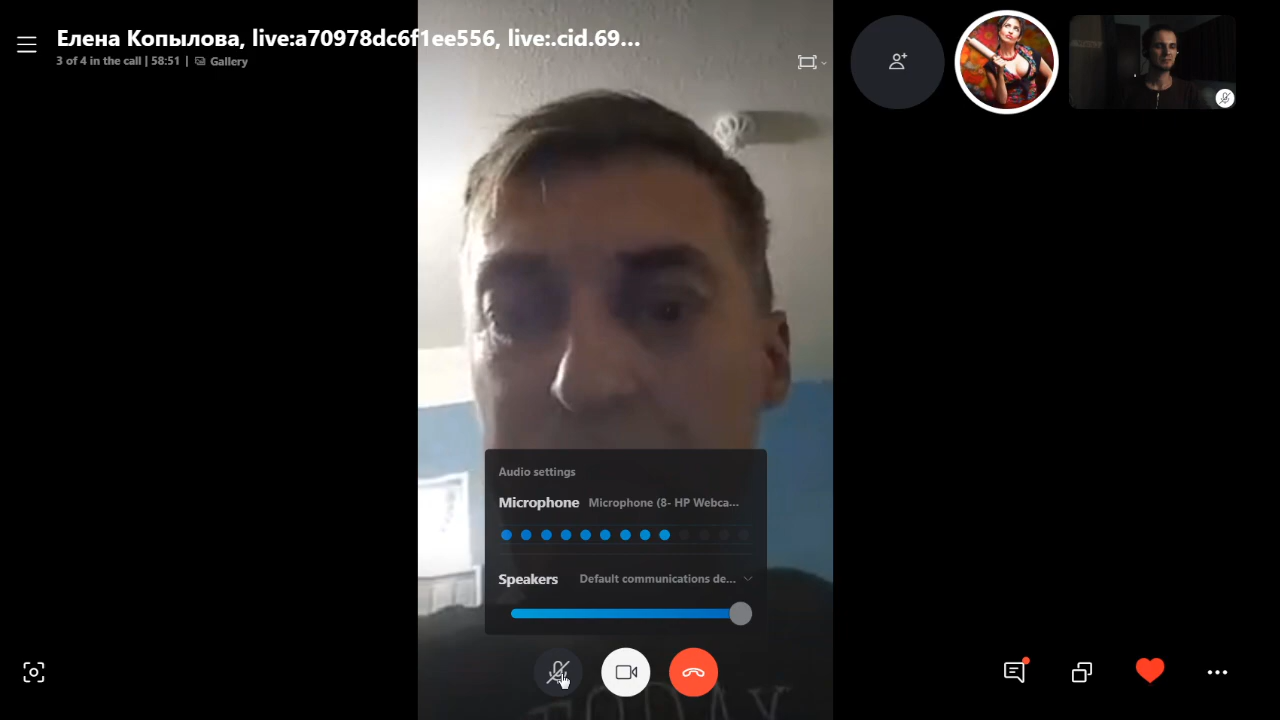 Елена Копылова, live:a70978dc6f1ee556, live:.cid.69...
3 of 4 in the call | 58:51 | Gallery
Audio settings
Microphone Microphone (8- HP Webca...
Speakers Default communications de...
TODAY